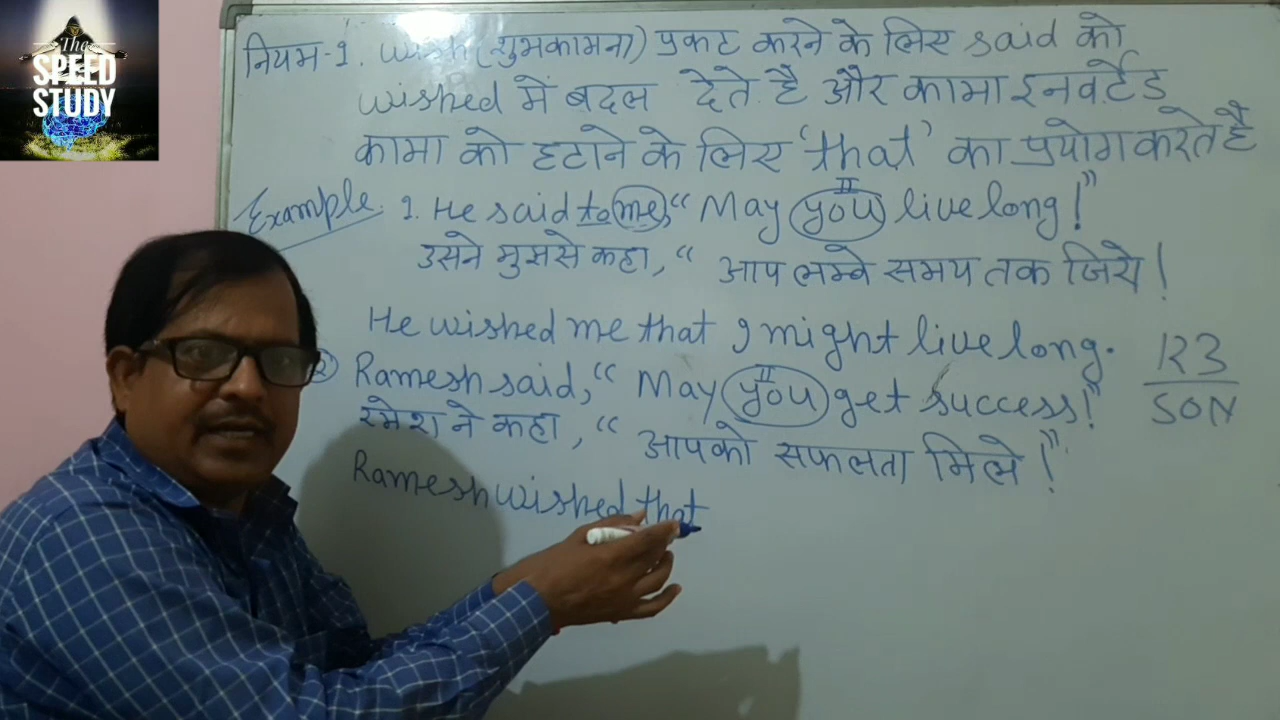 The
SPEED
STUDY
नियम-1. wish (शुभकामना) प्रकट करने के लिए said को
wished में बदल देते है और कामा इनवर्टेड
कामा को हटाने के लिए 'that' का प्रयोग करते है
Example. 1. He said to me, “May you live long!”
II
उसने मुझसे कहा, “आप लम्बे समय तक जिये!
He wished me that I might live long.
123
SON
② Ramesh said, “May you get success!”
II
रमेश ने कहा, “आपको सफलता मिले!”
Ramesh wished that